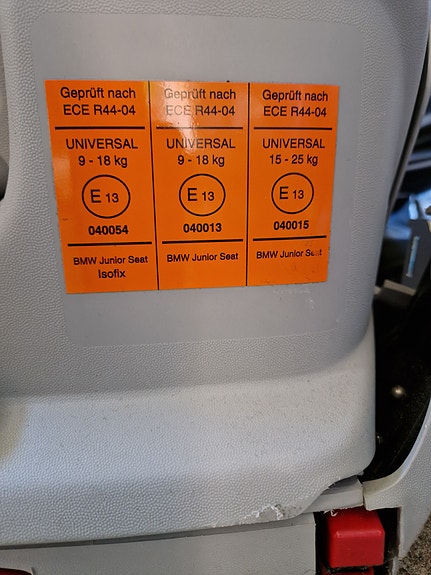 Geprüft nach
ECE R44-04
UNIVERSAL
9 - 18 kg
E 13
040054
BMW Junior Seat
Isofix
Geprüft nach
ECE R44-04
UNIVERSAL
9 - 18 kg
E 13
040013
BMW Junior Seat
Geprüft nach
ECE R44-04
UNIVERSAL
15 - 25 kg
E 13
040015
BMW Junior Seat